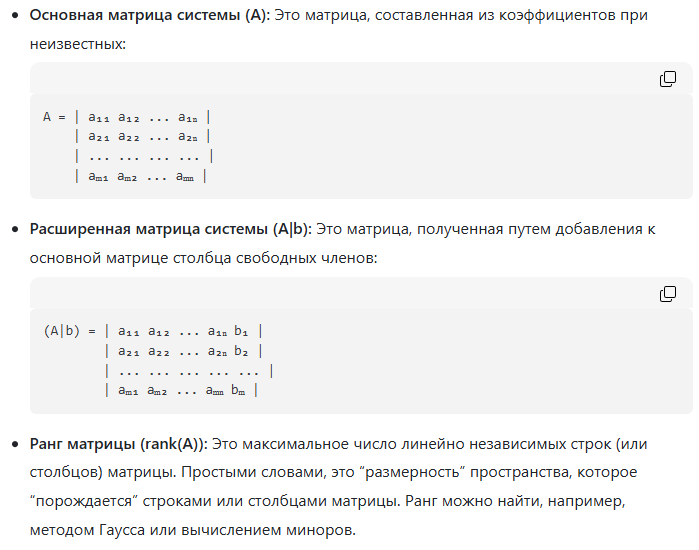 • Основная матрица системы (A): Это матрица, составленная из коэффициентов при
неизвестных:
A = | a₁₁ a₁₂ ... a₁ₙ |
| a₂₁ a₂₂ ... a₂ₙ |
| ... ... ... ... |
| aₘ₁ aₘ₂ ... aₘₙ |
• Расширенная матрица системы (A|b): Это матрица, полученная путем добавления к
основной матрице столбца свободных членов:
(A|b) = | a₁₁ a₁₂ ... a₁ₙ b₁ |
| a₂₁ a₂₂ ... a₂ₙ b₂ |
| ... ... ... ... ... |
| aₘ₁ aₘ₂ ... aₘₙ bₘ |
• Ранг матрицы (rank(A)): Это максимальное число линейно независимых строк (или
столбцов) матрицы. Простыми словами, это “размерность” пространства, которое
“порождается” строками или столбцами матрицы. Ранг можно найти, например,
методом Гаусса или вычислением миноров.